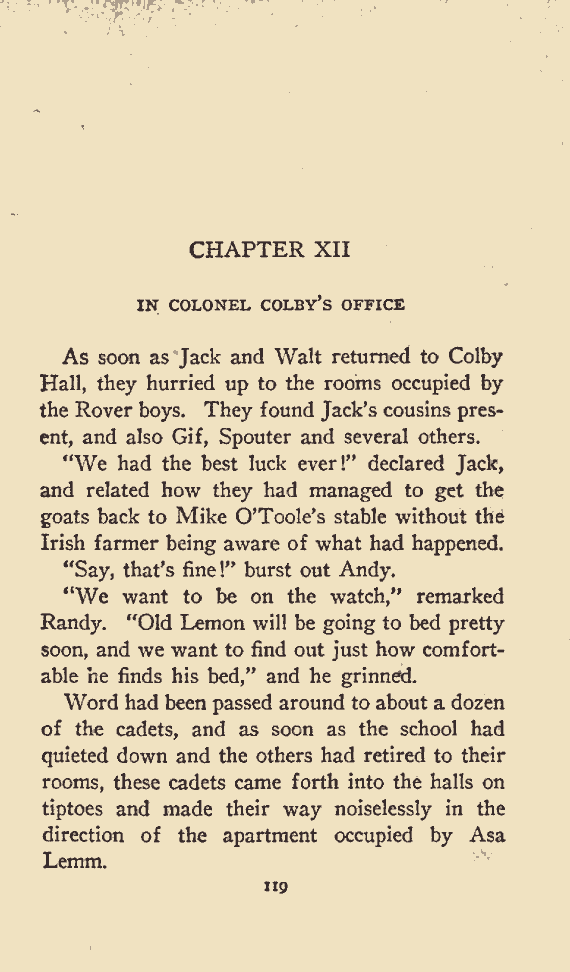 CHAPTER XII
IN COLONEL COLBY'S OFFICE
As soon as Jack and Walt returned to Colby
Hall, they hurried up to the rooms occupied by
the Rover boys. They found Jack's cousins pres-
ent, and also Gif, Spouter and several others.
"We had the best luck ever!" declared Jack,
and related how they had managed to get the
goats back to Mike O'Toole's stable without the
Irish farmer being aware of what had happened.
"Say, that's fine!" burst out Andy.
"We want to be on the watch," remarked
Randy. "Old Lemon will be going to bed pretty
soon, and we want to find out just how comfort-
able he finds his bed," and he grinned.
Word had been passed around to about a dozen
of the cadets, and as soon as the school had
quieted down and the others had retired to their
rooms, these cadets came forth into the halls on
tiptoes and made their way noiselessly in the
direction of the apartment occupied by Asa
Lemm.
119